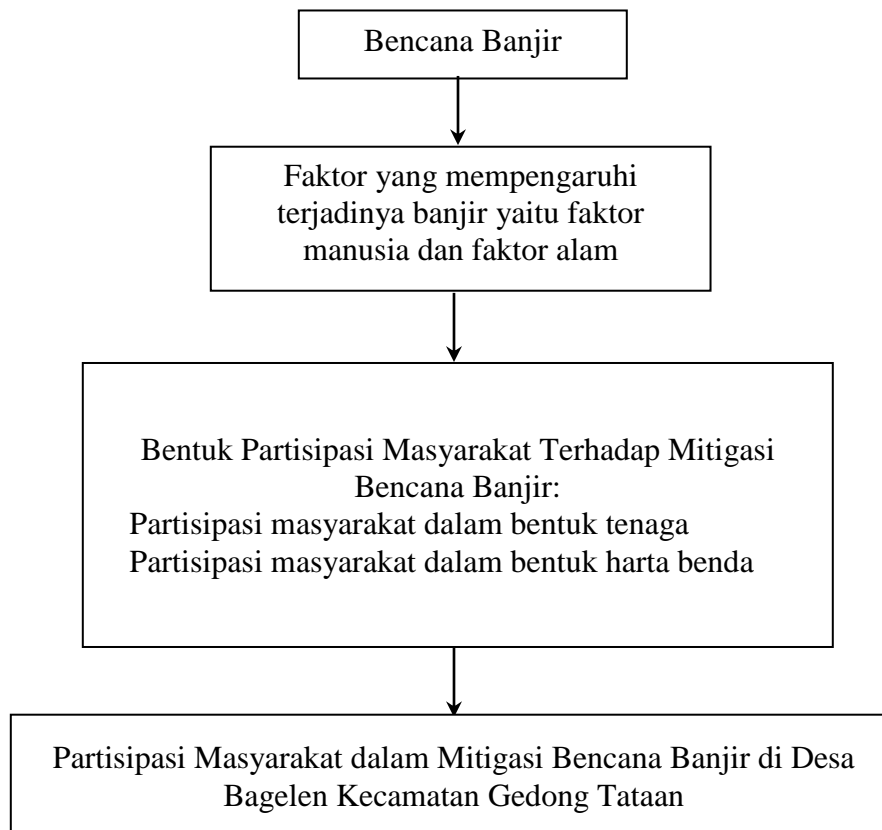 Bencana Banjir
Faktor yang mempengaruhi
terjadinya banjir yaitu faktor
manusia dan faktor alam
Bentuk Partisipasi Masyarakat Terhadap Mitigasi
Bencana Banjir:
Partisipasi masyarakat dalam bentuk tenaga
Partisipasi masyarakat dalam bentuk harta benda
Partisipasi Masyarakat dalam Mitigasi Bencana Banjir di Desa
Bagelen Kecamatan Gedong Tataan